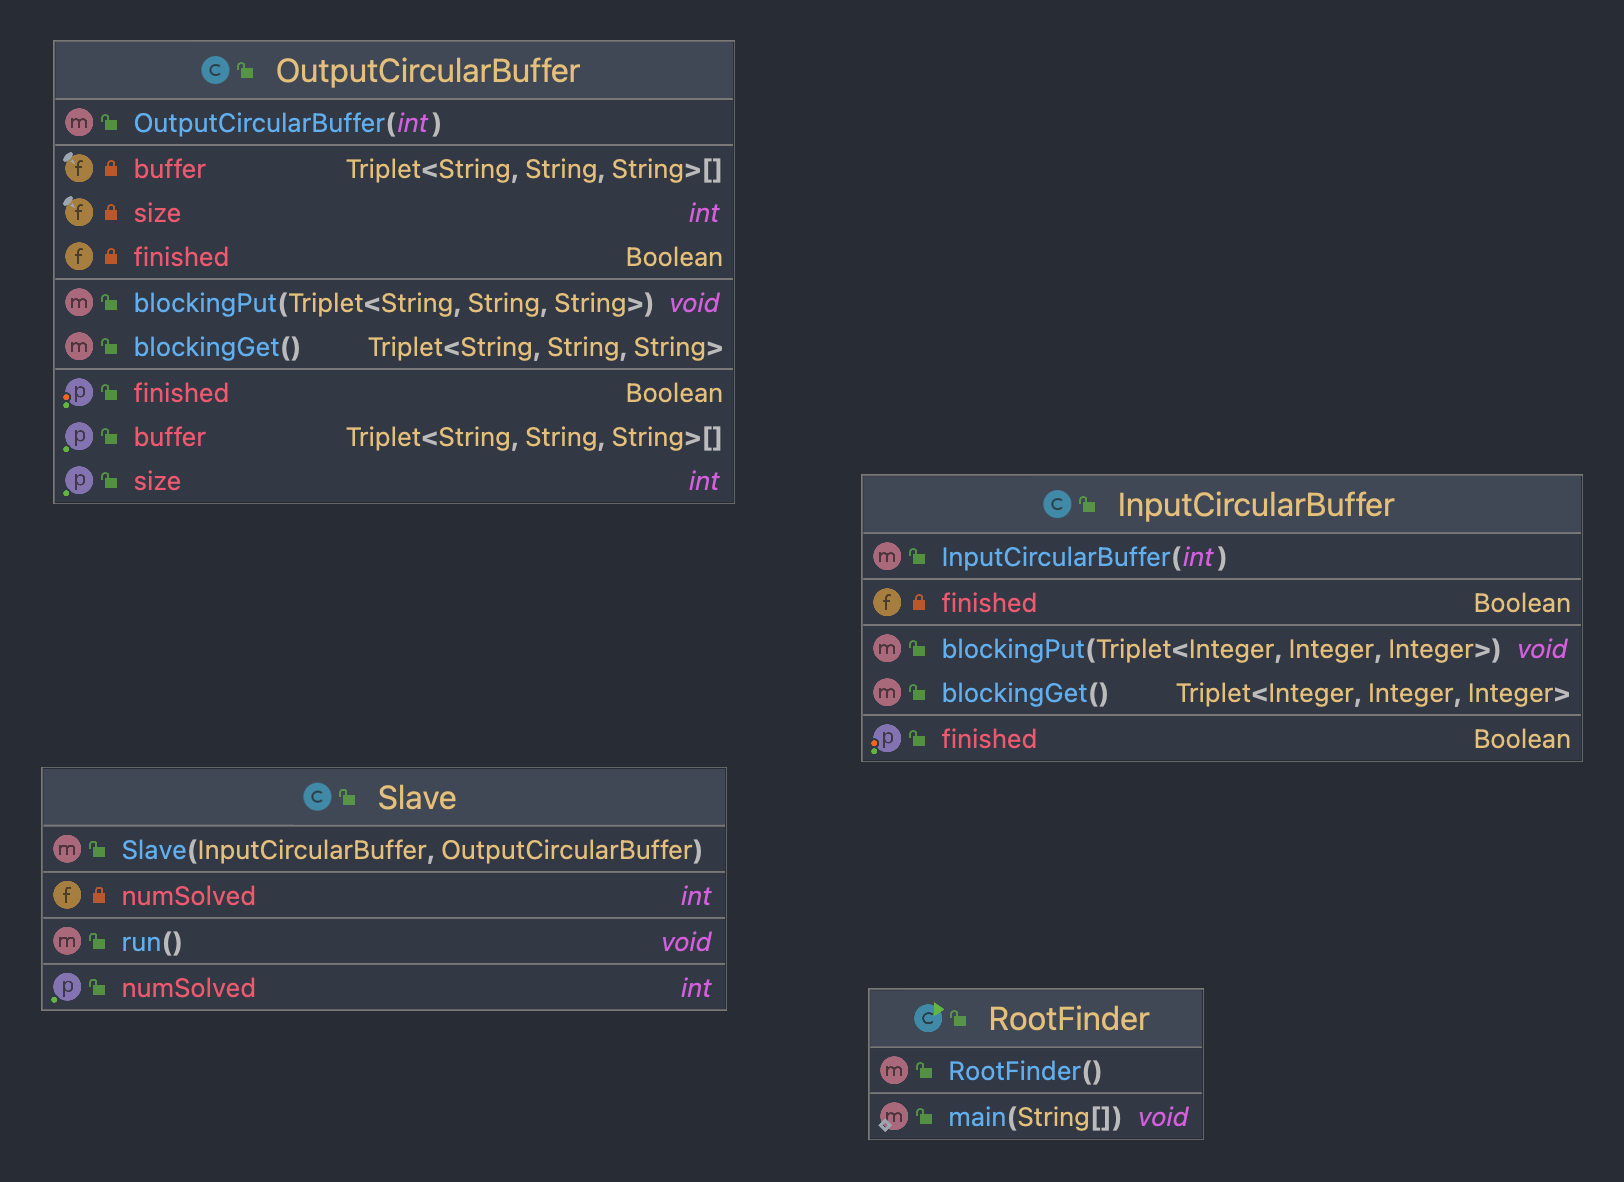 OutputCircularBuffer
OutputCircularBuffer(int)
buffer Triplet<String, String, String>[]
size int
finished Boolean
blockingPut(Triplet<String, String, String>) void
blockingGet() Triplet<String, String, String>
finished Boolean
buffer Triplet<String, String, String>[]
size int
InputCircularBuffer
InputCircularBuffer(int)
finished Boolean
blockingPut(Triplet<Integer, Integer, Integer>) void
blockingGet() Triplet<Integer, Integer, Integer>
finished Boolean
Slave
Slave(InputCircularBuffer, OutputCircularBuffer)
numSolved int
run() void
numSolved int
RootFinder
RootFinder()
main(String[]) void